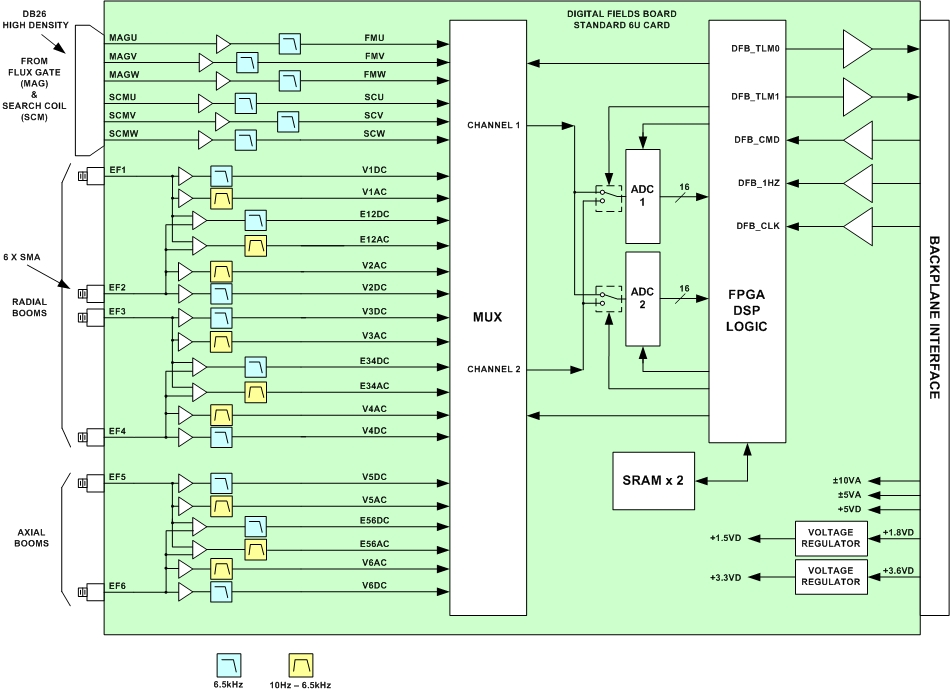 DB26
HIGH DENSITY
FROM
FLUX GATE
(MAG)
&
SEARCH COIL
(SCM)
DIGITAL FIELDS BOARD
STANDARD 6U CARD
MAGU
FMU
MAGV
FMV
MAGW
FMW
SCMU
SCU
SCMV
SCV
SCMW
SCW
EF1
V1DC
V1AC
E12DC
E12AC
V2AC
EF2
V2DC
EF3
V3DC
V3AC
E34DC
E34AC
V4AC
EF4
V4DC
EF5
V5DC
V5AC
E56DC
E56AC
V6AC
EF6
V6DC
6 X SMA
RADIAL
BOOMS
AXIAL
BOOMS
MUX
CHANNEL 1
CHANNEL 2
ADC
1
16
ADC
2
16
FPGA
DSP
LOGIC
DFB_TLM0
DFB_TLM1
DFB_CMD
DFB_1HZ
DFB_CLK
SRAM x 2
BACKPLANE INTERFACE
±10VA
±5VA
+5VD
+1.5VD
VOLTAGE
REGULATOR
+1.8VD
+3.3VD
VOLTAGE
REGULATOR
+3.6VD
6.5kHz
10Hz – 6.5kHz